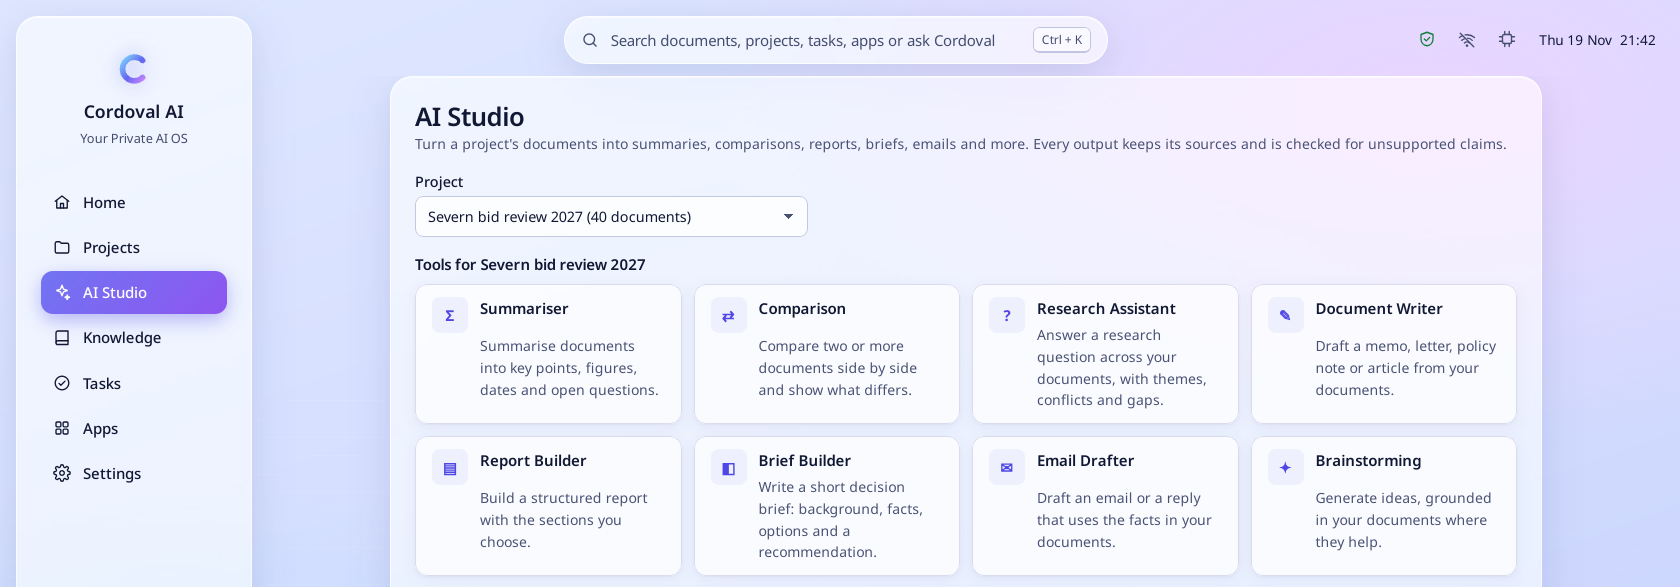 Cordoval AI
Your Private AI OS
Home
Projects
AI Studio
Knowledge
Tasks
Apps
Settings
Search documents, projects, tasks, apps or ask Cordoval
Ctrl + K
Thu 19 Nov 21:42
AI Studio
Turn a project's documents into summaries, comparisons, reports, briefs, emails and more. Every output keeps its sources and is checked for unsupported claims.
Project
Severn bid review 2027 (40 documents)
Tools for Severn bid review 2027
Σ
Summariser
Summarise documents
into key points, figures,
dates and open questions.
⇄
Comparison
Compare two or more
documents side by side
and show what differs.
?
Research Assistant
Answer a research
question across your
documents, with themes,
conflicts and gaps.
Document Writer
Draft a memo, letter, policy
note or article from your
documents.
Report Builder
Build a structured report
with the sections you
choose.
Brief Builder
Write a short decision
brief: background, facts,
options and a
recommendation.
Email Drafter
Draft an email or a reply
that uses the facts in your
documents.
Brainstorming
Generate ideas, grounded
in your documents where
they help.